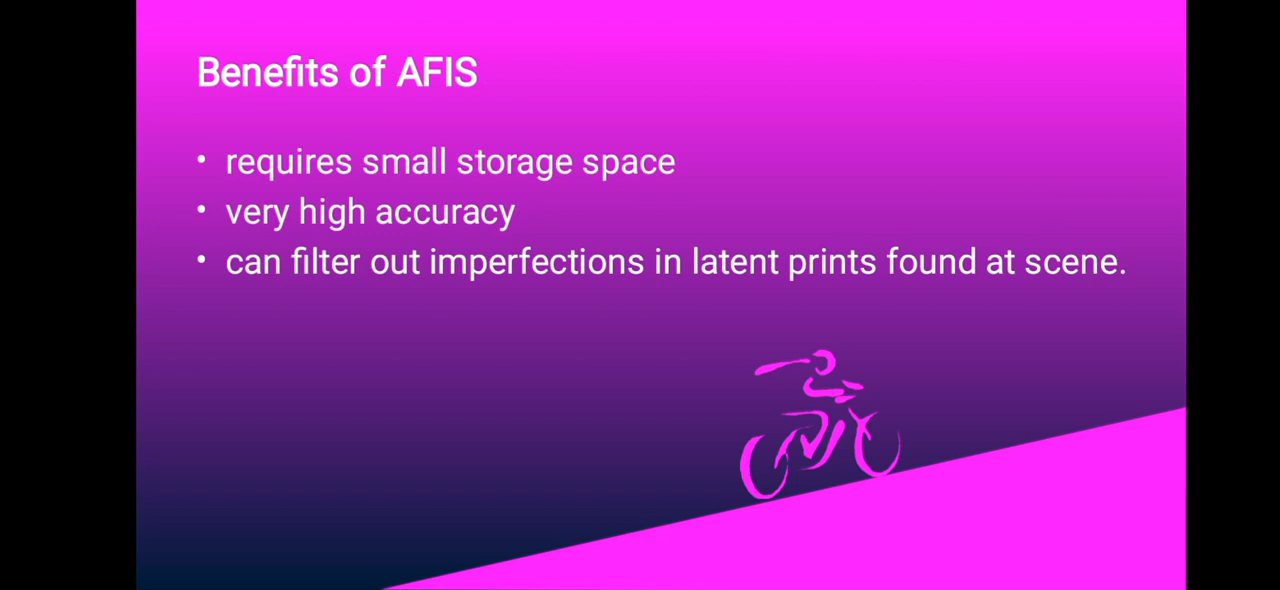 Benefits of AFIS
• requires small storage space
• very high accuracy
• can filter out imperfections in latent prints found at scene.